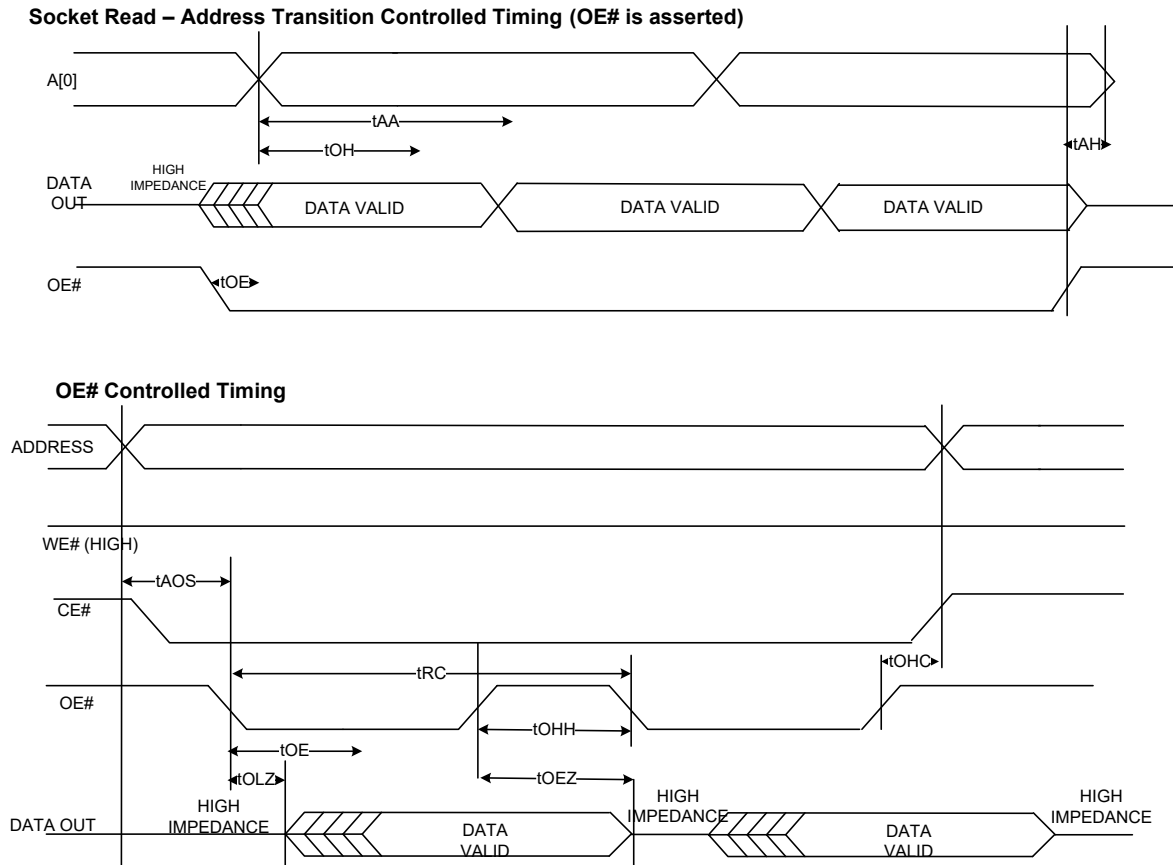 Socket Read – Address Transition Controlled Timing (OE# is asserted)
A[0]
tAA
tOH
tAH
DATA
OUT
HIGH
IMPEDANCE
DATA VALID
DATA VALID
DATA VALID
OE#
tOE
OE# Controlled Timing
ADDRESS
WE# (HIGH)
tAOS
CE#
tOHC
tRC
OE#
tOHH
tOE
tOEZ
tOLZ
HIGH
IMPEDANCE
HIGH
IMPEDANCE
HIGH
IMPEDANCE
DATA OUT
DATA
VALID
DATA
VALID